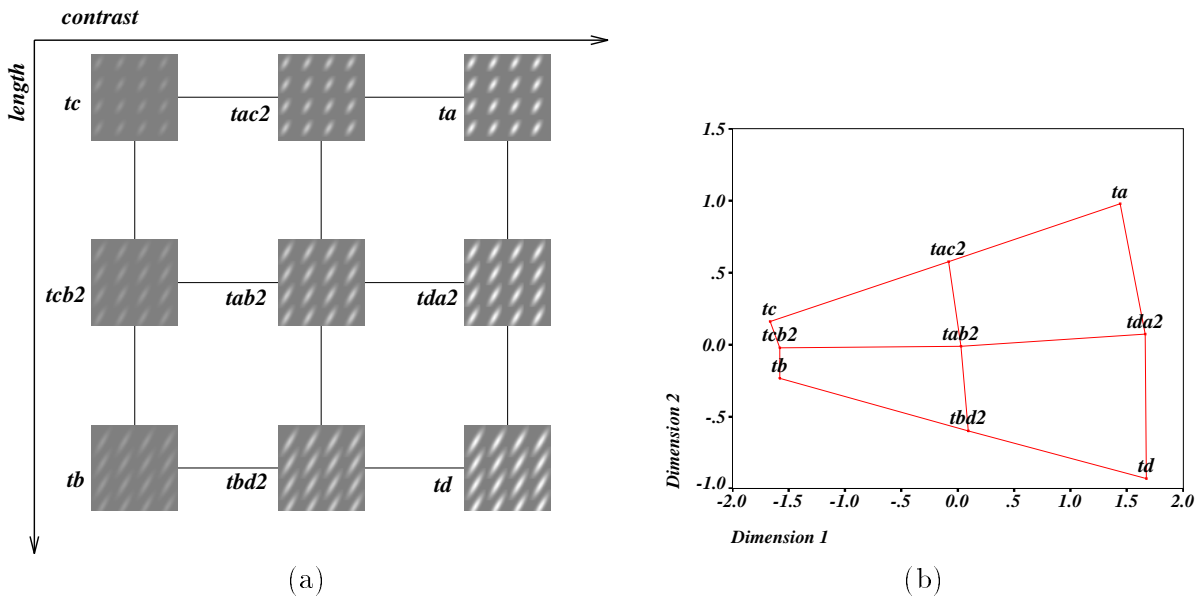 contrast
length
tc
tac2
ta
tcb2
tab2
tda2
tb
tbd2
td
(a)
1.5
1.0
.5
0.0
-.5
-1.0
Dimension 2
ta
tac2
tc
tda2
tcb2
tab2
tb
tbd2
td
-2.0 -1.5 -1.0 -.5 0.0 .5 1.0 1.5 2.0
Dimension 1
(b)